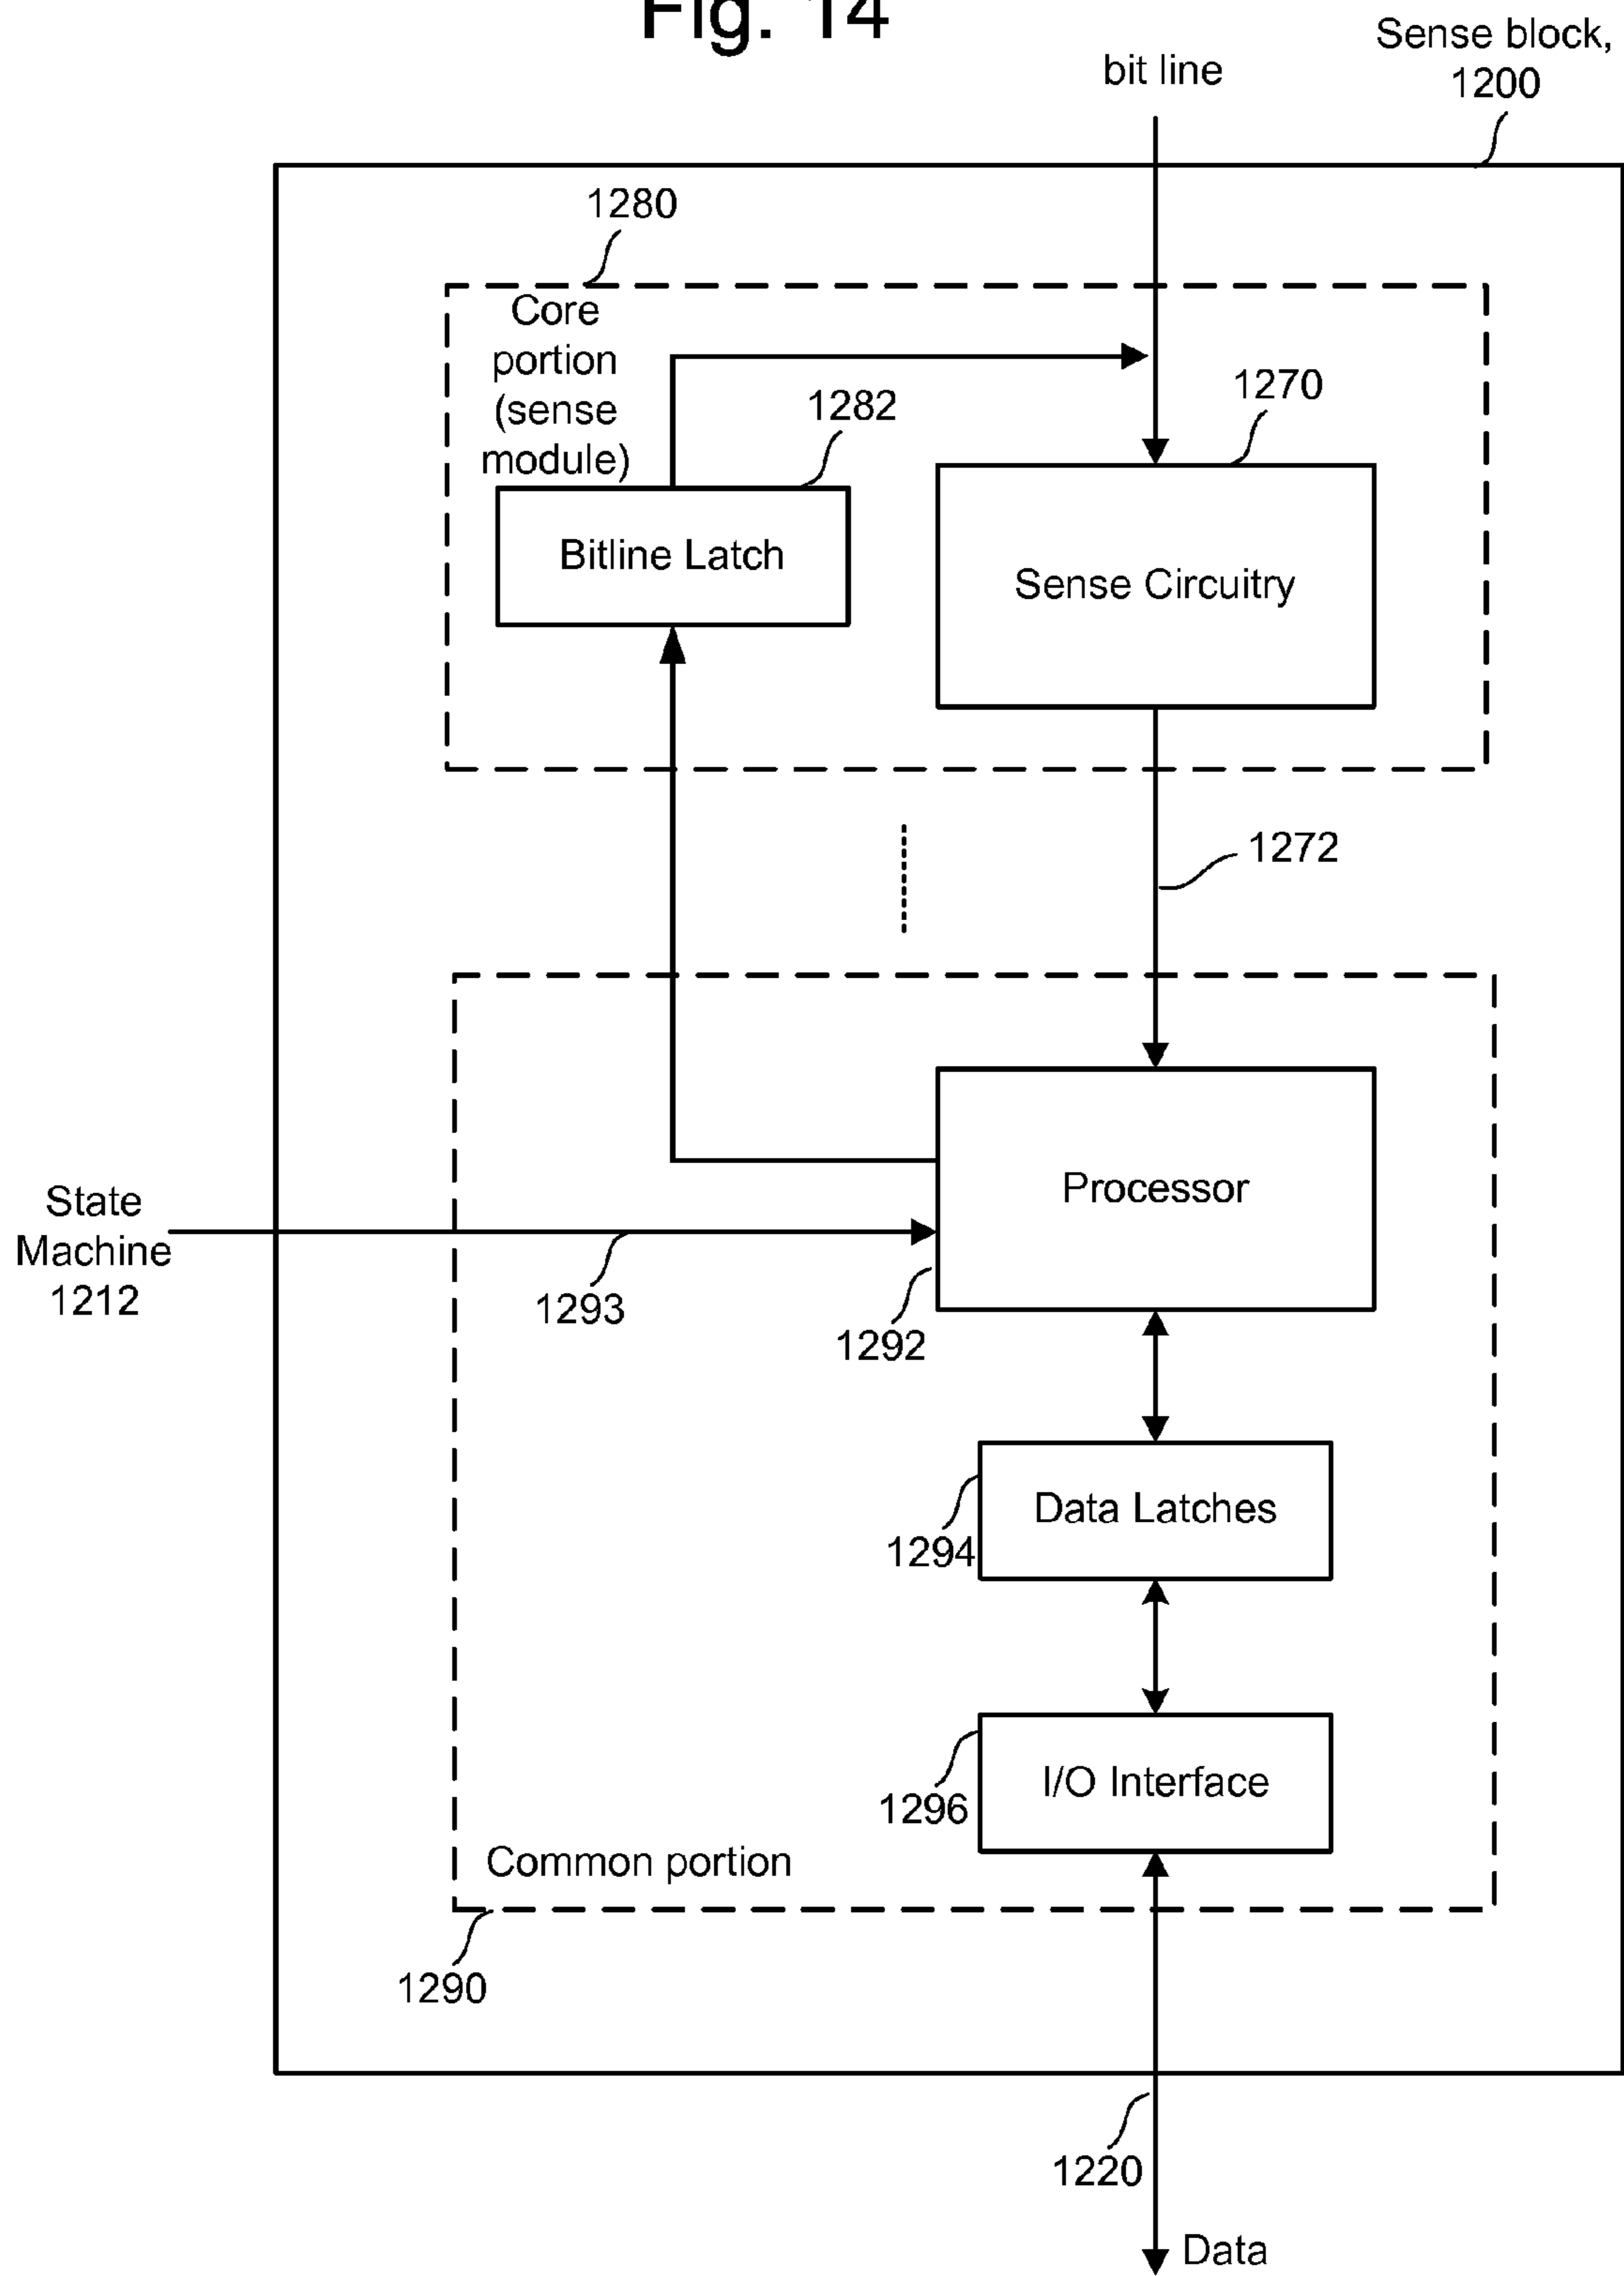 Fig. 14
Sense block,
1200
bit line
1280
Core
portion
(sense
module)
1282
1270
Bitline Latch
Sense Circuitry
1272
Processor
State
Machine
1212
1293
1292
Data Latches
1294
I/O Interface
1296
Common portion
1290
1220
Data